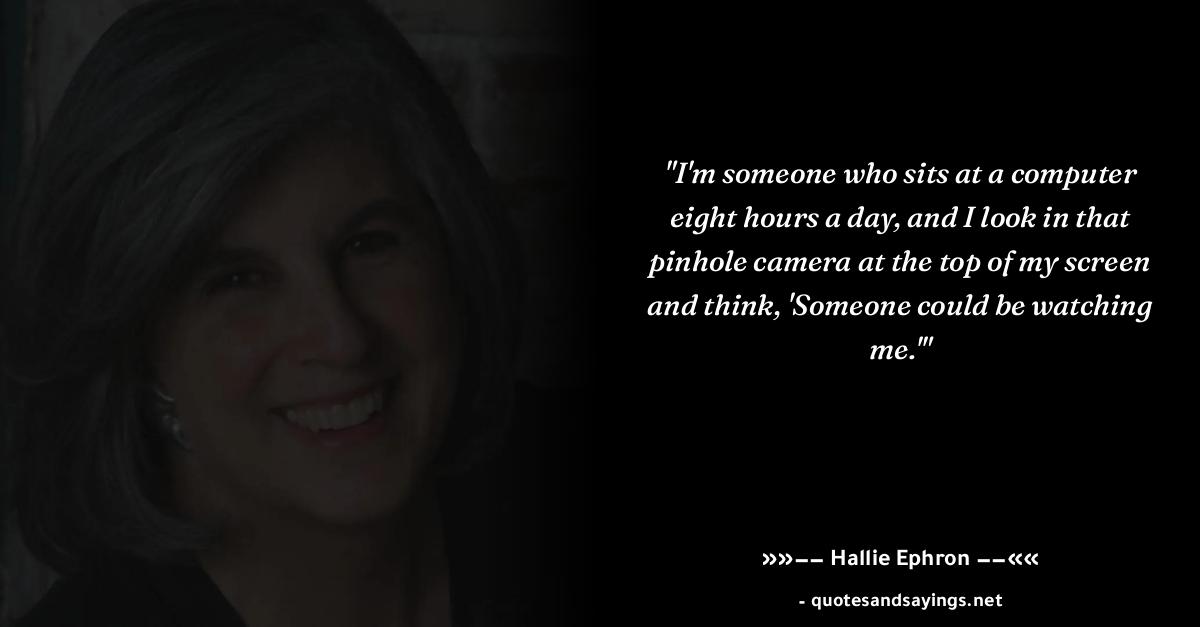 "I'm someone who sits at a computer
eight hours a day, and I look in that
pinhole camera at the top of my screen
and think, 'Someone could be watching
me.'"
»»–– Hallie Ephron ––««
- quotesandsayings.net